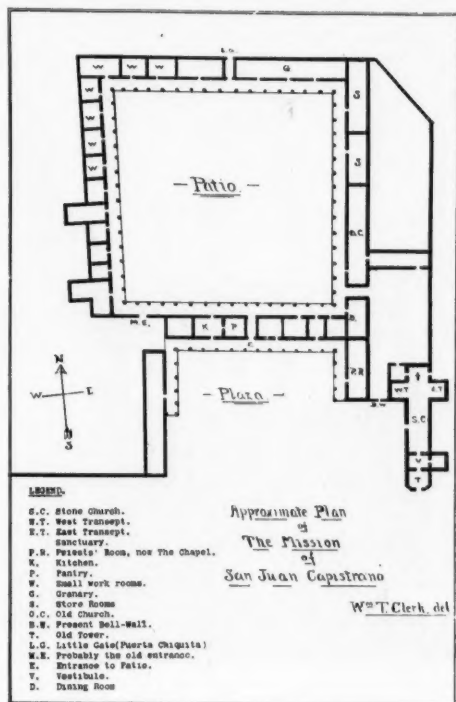 L.G.
W W W G
W
W
W
W
W
S
S
— Patio. —
O.C.
M.E. K P D.
E.
P.R.
— Plaza. —
N
W E
S
B.W. W.T. E.T.
S.C.
V
T
LEGEND.
S.C. Stone Church.
W.T. West Transept.
E.T. East Transept.
Sanctuary.
P.R. Priests' Room, now The Chapel.
K. Kitchen.
P. Pantry.
W. Small work rooms.
G. Granary.
S. Store Rooms
O.C. Old Church.
B.W. Present Bell-Wall.
T. Old Tower.
L.G. Little Gate(Puerta Chiquita)
M.E. Probably the old entrance.
E. Entrance to Patio.
V. Vestibule.
D. Dining Room
Approximate Plan
of
The Mission
of
San Juan Capistrano
Wm T. Clerk, del